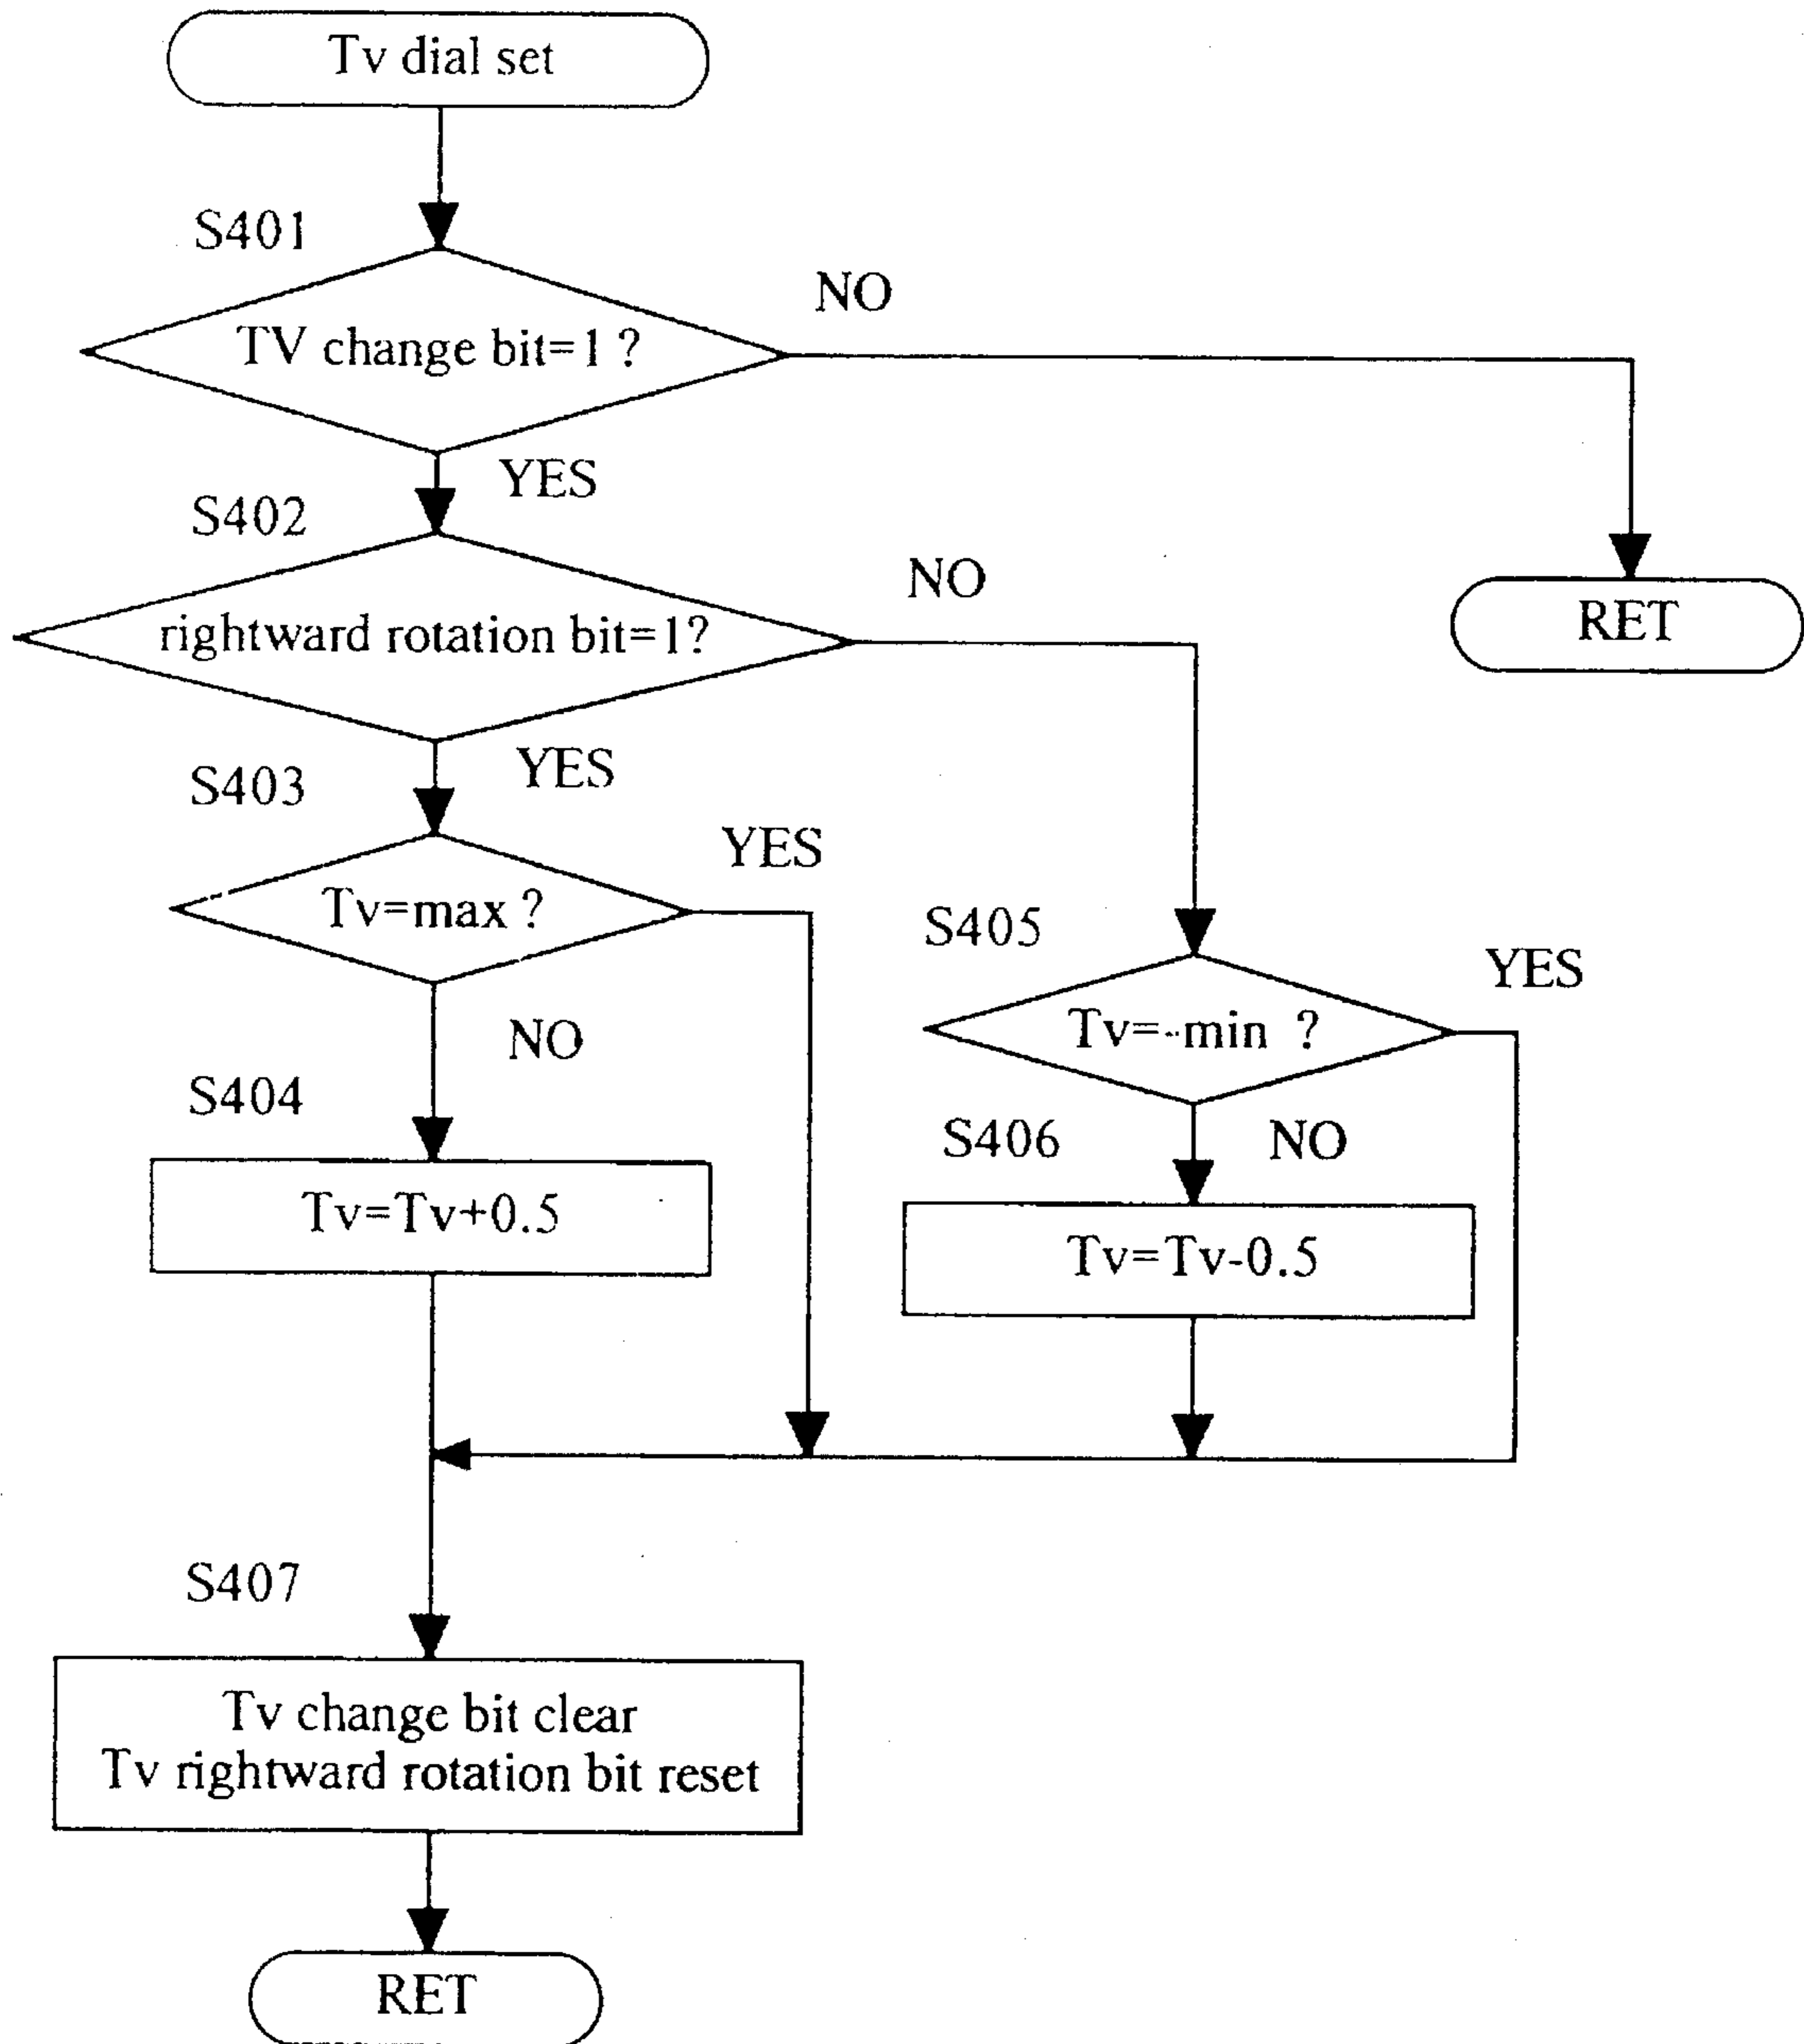 Tv dial set
S401
NO
TV change bit=1 ?
YES
S402
NO
rightward rotation bit=1?
RET
YES
S403
YES
Tv=max ?
S405
YES
Tv=-min ?
NO
S404
S406
NO
Tv=Tv+0.5
Tv=Tv-0.5
S407
Tv change bit clear
Tv rightward rotation bit reset
RET